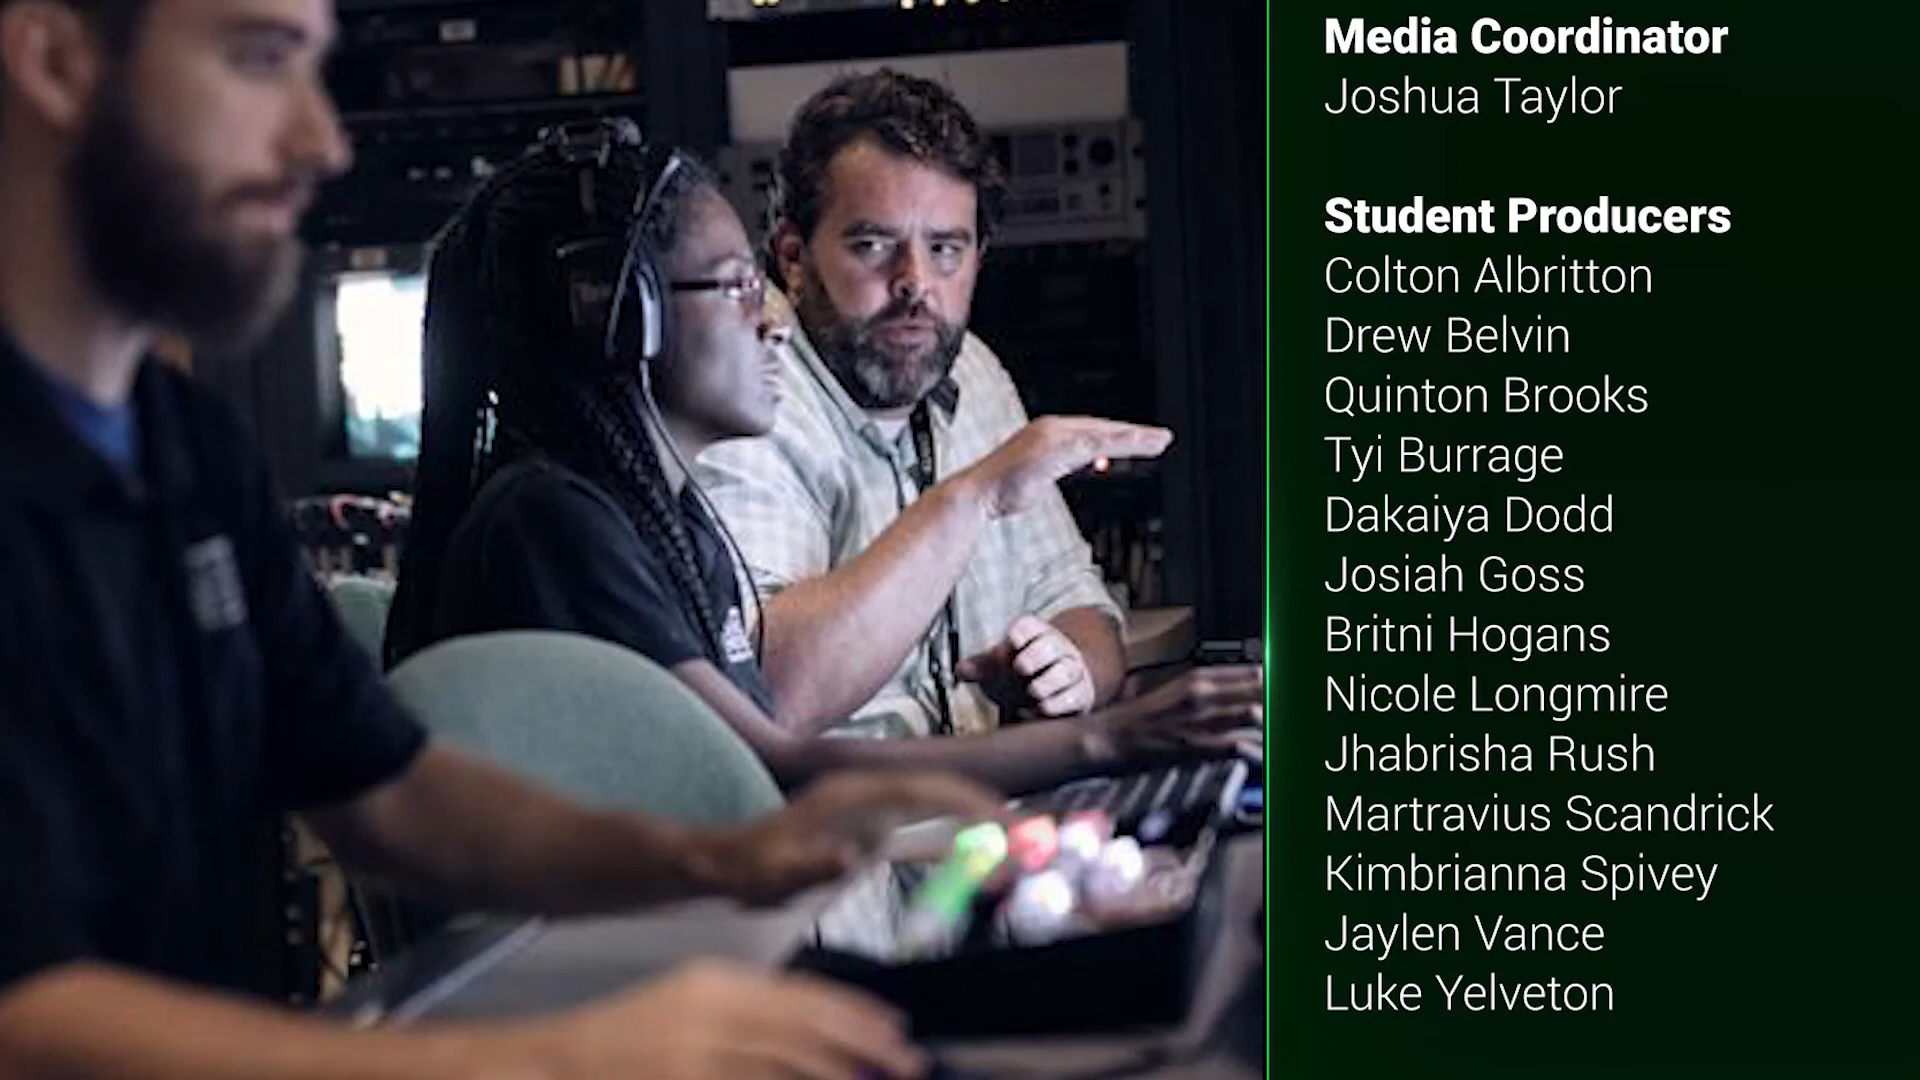 Media Coordinator
Joshua Taylor
Student Producers
Colton Albritton
Drew Belvin
Quinton Brooks
Tyi Burrage
Dakaiya Dodd
Josiah Goss
Britni Hogans
Nicole Longmire
Jhabrisha Rush
Martravius Scandrick
Kimbrianna Spivey
Jaylen Vance
Luke Yelveton